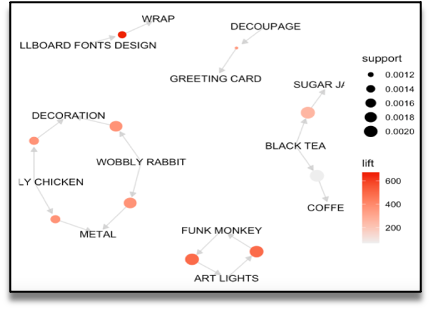 WRAP
DECOUPAGE
LLBOARD FONTS DESIGN
GREETING CARD
support
0.0012
0.0014
0.0016
0.0018
0.0020
SUGAR JA
DECORATION
BLACK TEA
WOBBLY RABBIT
lift
LY CHICKEN
600
400
200
COFFE
METAL
FUNK MONKEY
ART LIGHTS